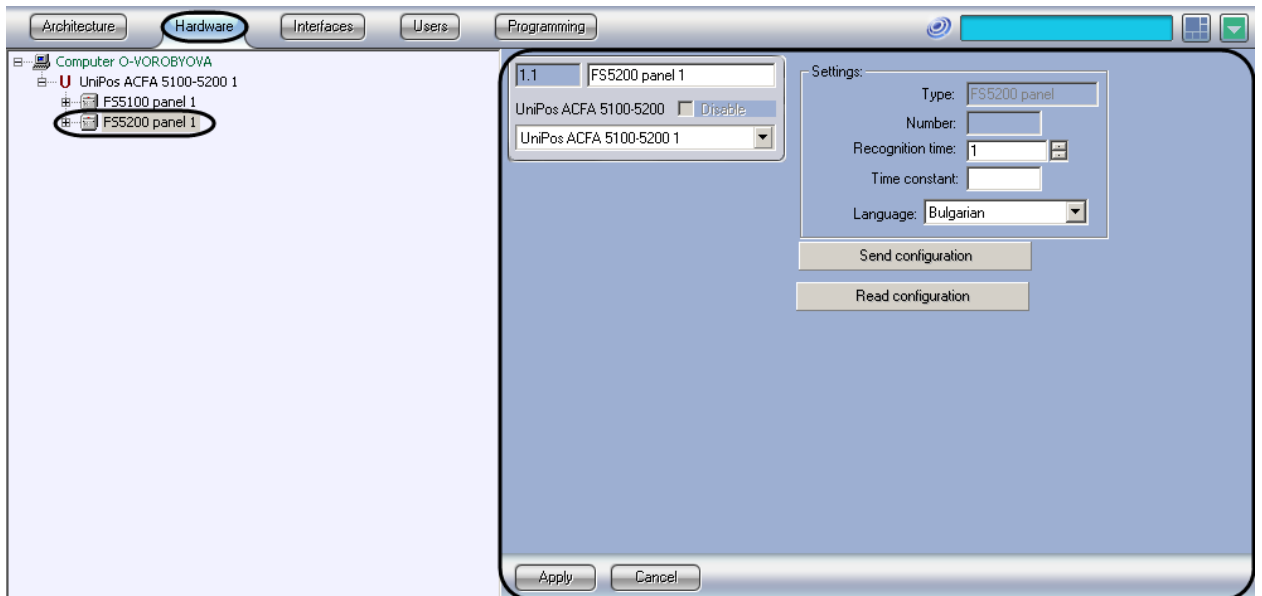 Architecture Hardware Interfaces Users Programming
Computer O-VOROBYOVA
U UniPos ACFA 5100-5200 1
FS5100 panel 1
FS5200 panel 1
1.1 FS5200 panel 1
UniPos ACFA 5100-5200 Disable
UniPos ACFA 5100-5200 1
Settings:
Type: FS5200 panel
Number:
Recognition time: 1
Time constant:
Language: Bulgarian
Send configuration
Read configuration
Apply Cancel